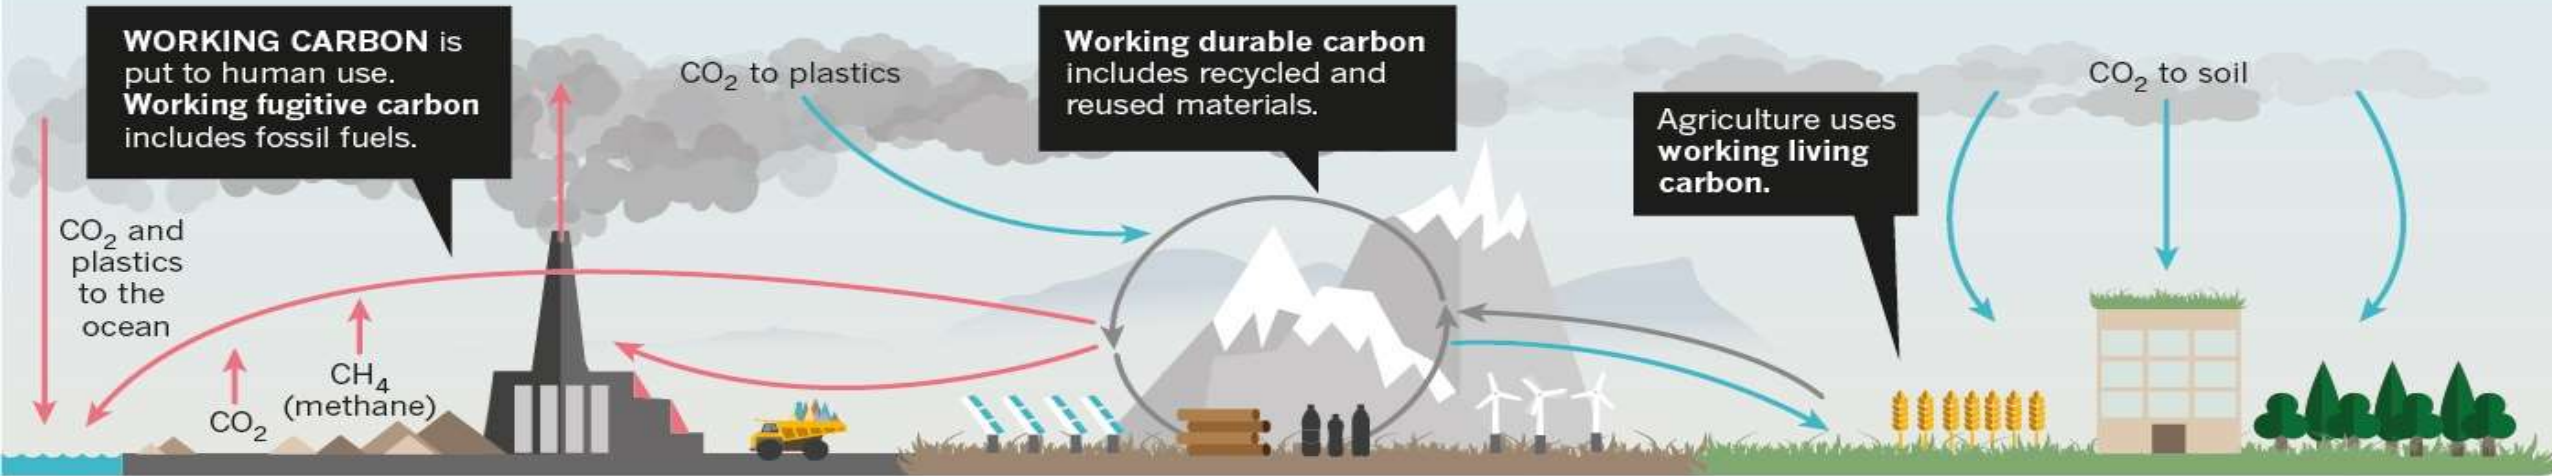 WORKING CARBON is
put to human use.
Working fugitive carbon
includes fossil fuels.
CO₂ to plastics
Working durable carbon
includes recycled and
reused materials.
Agriculture uses
working living
carbon.
CO₂ to soil
CO₂ and
plastics
to the
ocean
CO₂
CH₄
(methane)